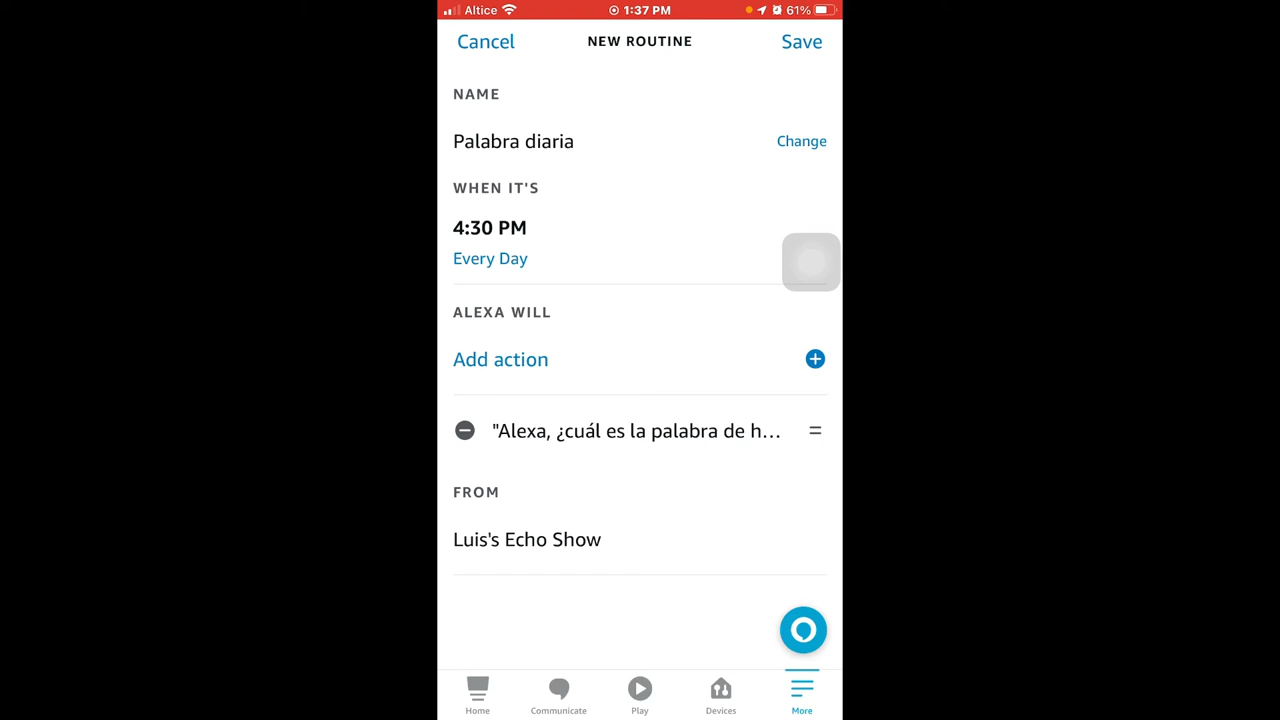 Altice 1:37 PM 61%
Cancel NEW ROUTINE Save
NAME
Palabra diaria Change
WHEN IT'S
4:30 PM
Every Day
ALEXA WILL
Add action
"Alexa, ¿cuál es la palabra de h...
FROM
Luis's Echo Show
Home Communicate Play Devices More